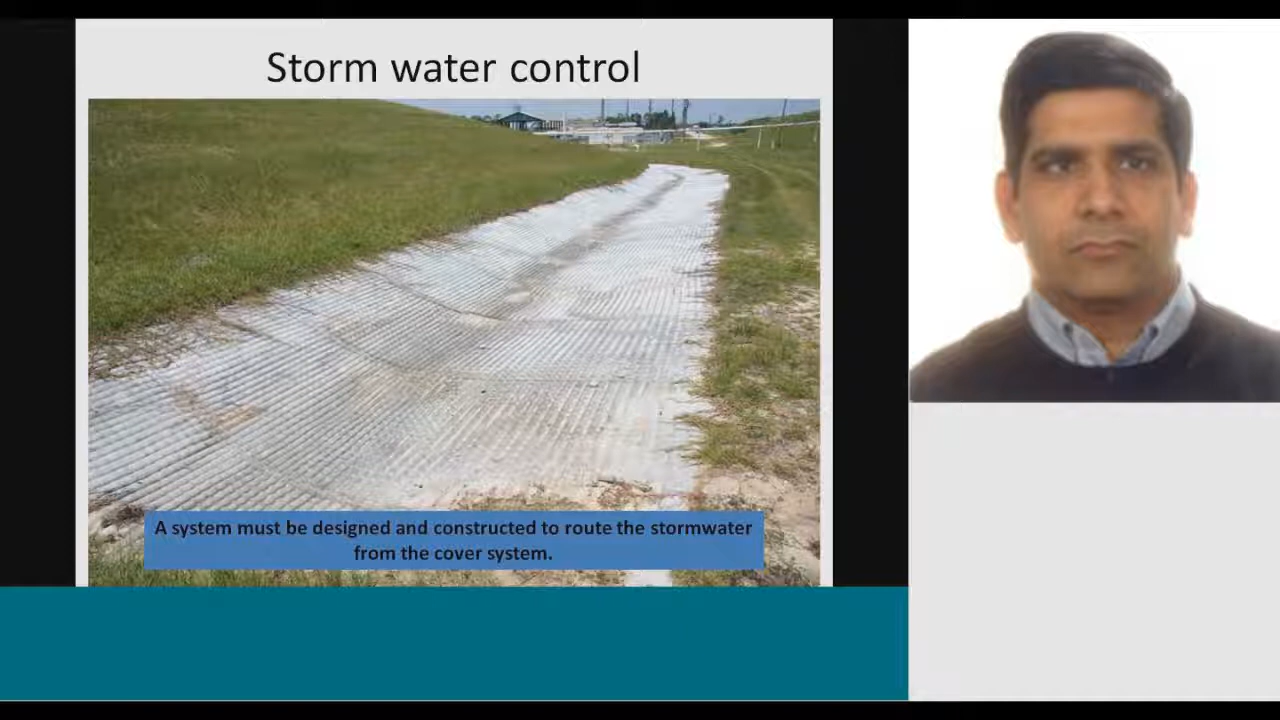 Storm water control
A system must be designed and constructed to route the stormwater
from the cover system.